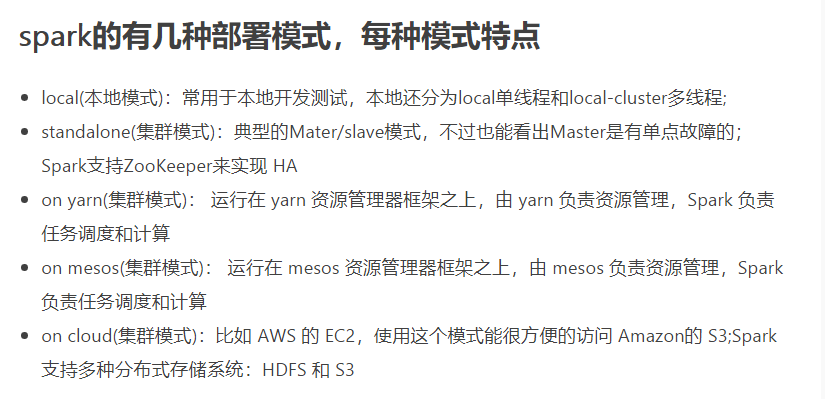 spark的有几种部署模式，每种模式特点
local(本地模式)：常用于本地开发测试，本地还分为local单线程和local-cluster多线程;
standalone(集群模式)：典型的Mater/slave模式，不过也能看出Master是有单点故障的；
Spark支持ZooKeeper来实现 HA
on yarn(集群模式)： 运行在 yarn 资源管理器框架之上，由 yarn 负责资源管理，Spark 负责
任务调度和计算
on mesos(集群模式)： 运行在 mesos 资源管理器框架之上，由 mesos 负责资源管理，Spark
负责任务调度和计算
on cloud(集群模式)：比如 AWS 的 EC2，使用这个模式能很方便的访问 Amazon的 S3;Spark
支持多种分布式存储系统：HDFS 和 S3